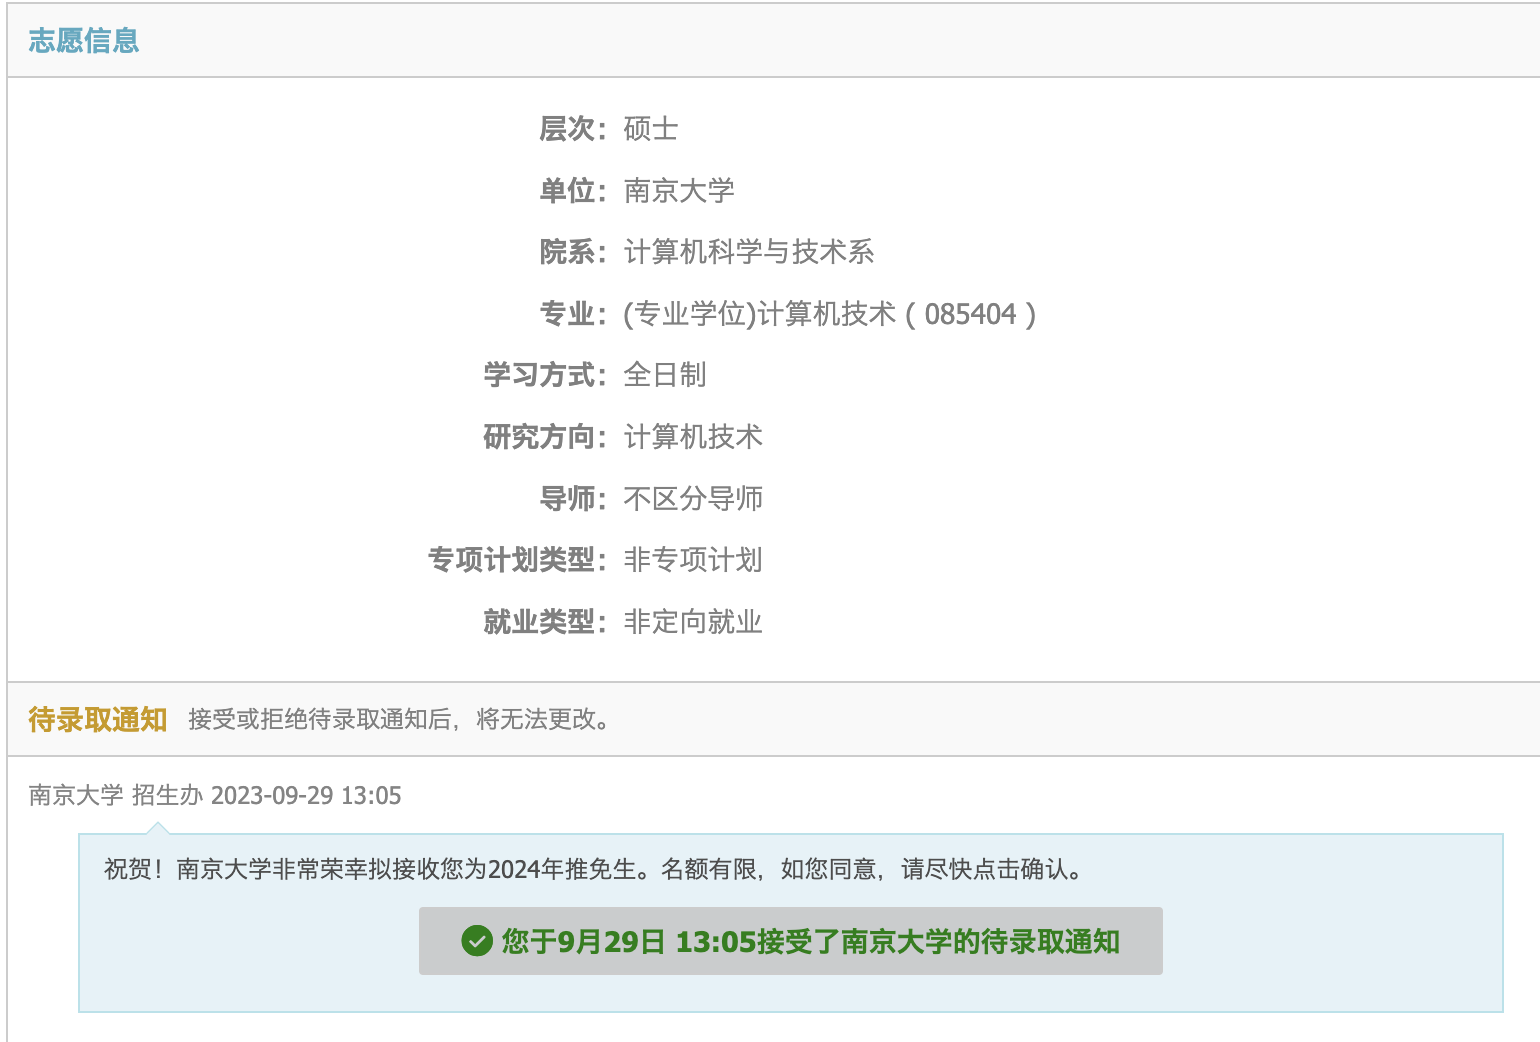 志愿信息
层次：硕士
单位：南京大学
院系：计算机科学与技术系
专业：(专业学位)计算机技术 ( 085404 )
学习方式：全日制
研究方向：计算机技术
导师：不区分导师
专项计划类型：非专项计划
就业类型：非定向就业
待录取通知 接受或拒绝待录取通知后，将无法更改。
南京大学 招生办 2023-09-29 13:05
祝贺！南京大学非常荣幸拟接收您为2024年推免生。名额有限，如您同意，请尽快点击确认。
您于9月29日 13:05接受了南京大学的待录取通知